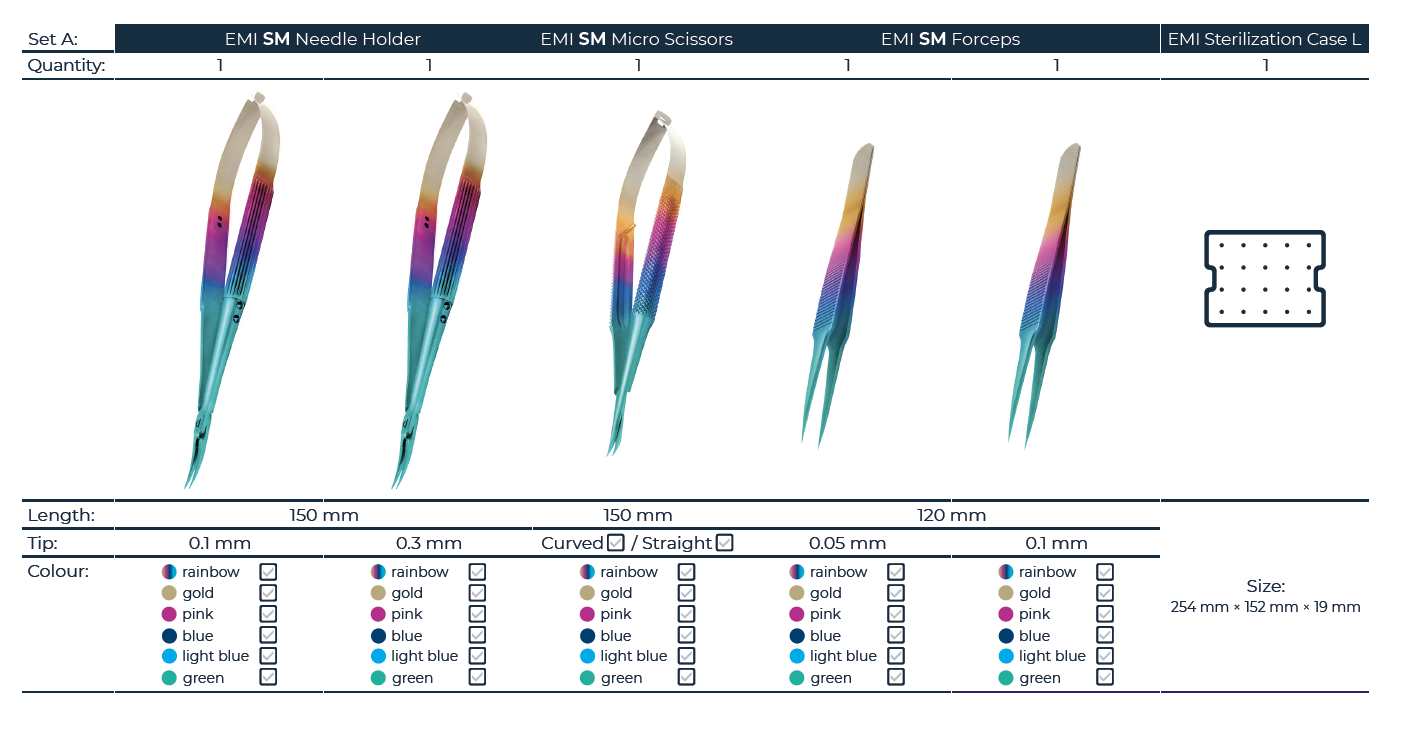 Set A: EMI SM Needle Holder EMI SM Micro Scissors EMI SM Forceps EMI Sterilization Case L
Quantity: 1 1 1 1 1 1
Length: 150 mm 150 mm 120 mm
Tip: 0.1 mm 0.3 mm Curved / Straight 0.05 mm 0.1 mm
Colour: rainbow rainbow rainbow rainbow rainbow
gold gold gold gold gold
pink pink pink pink pink
blue blue blue blue blue
light blue light blue light blue light blue light blue
green green green green green
Size:
254 mm × 152 mm × 19 mm